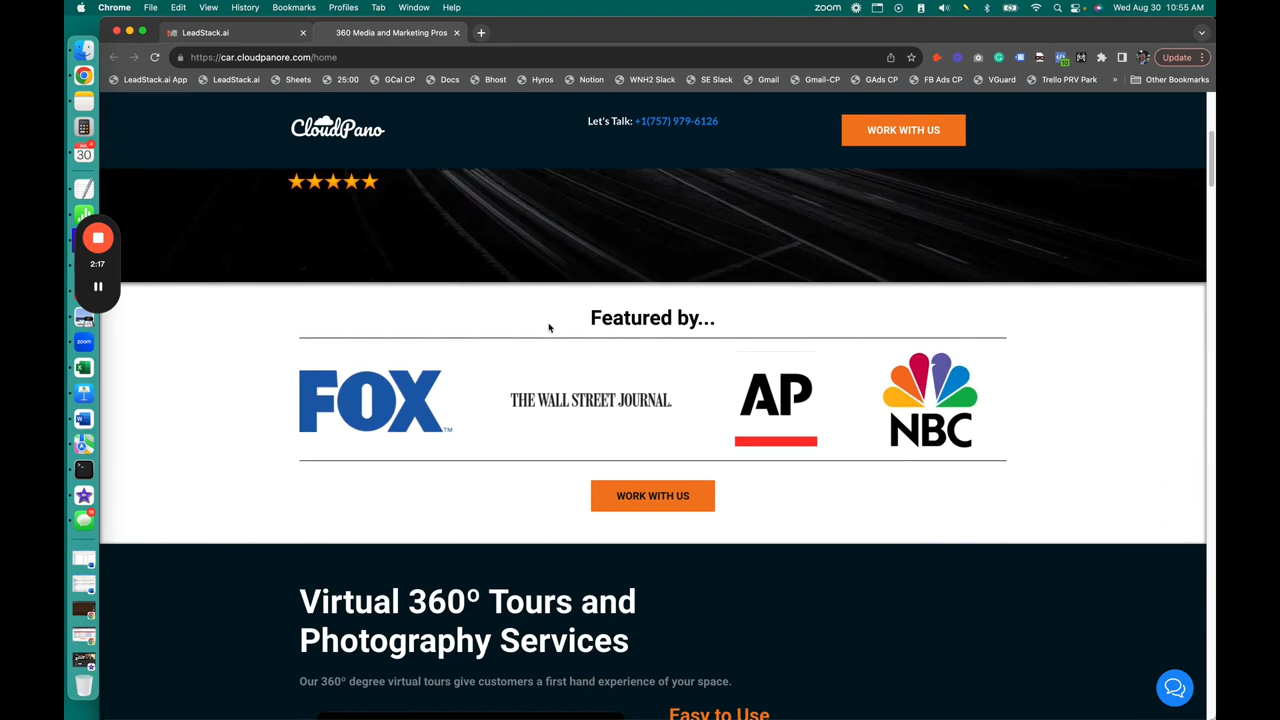 Chrome File Edit View History Bookmarks Profiles Tab Window Help
zoom
Wed Aug 30 10:55 AM
LeadStack.ai
360 Media and Marketing Pros
https://car.cloudpanore.com/home
Update
LeadStack.ai App LeadStack.ai Sheets 25:00 GCal CP Docs Bhost Hyros Notion WNH2 Slack SE Slack Gmail Gmail-CP GAds CP FB Ads CP VGuard Trello PRV Park » Other Bookmarks
CloudPano
Let's Talk: +1(757) 979-6126
WORK WITH US
30
2:17
Featured by...
FOX™
THE WALL STREET JOURNAL.
AP
NBC
zoom
WORK WITH US
Virtual 360º Tours and
Photography Services
Our 360º degree virtual tours give customers a first hand experience of your space.
Easy to Use